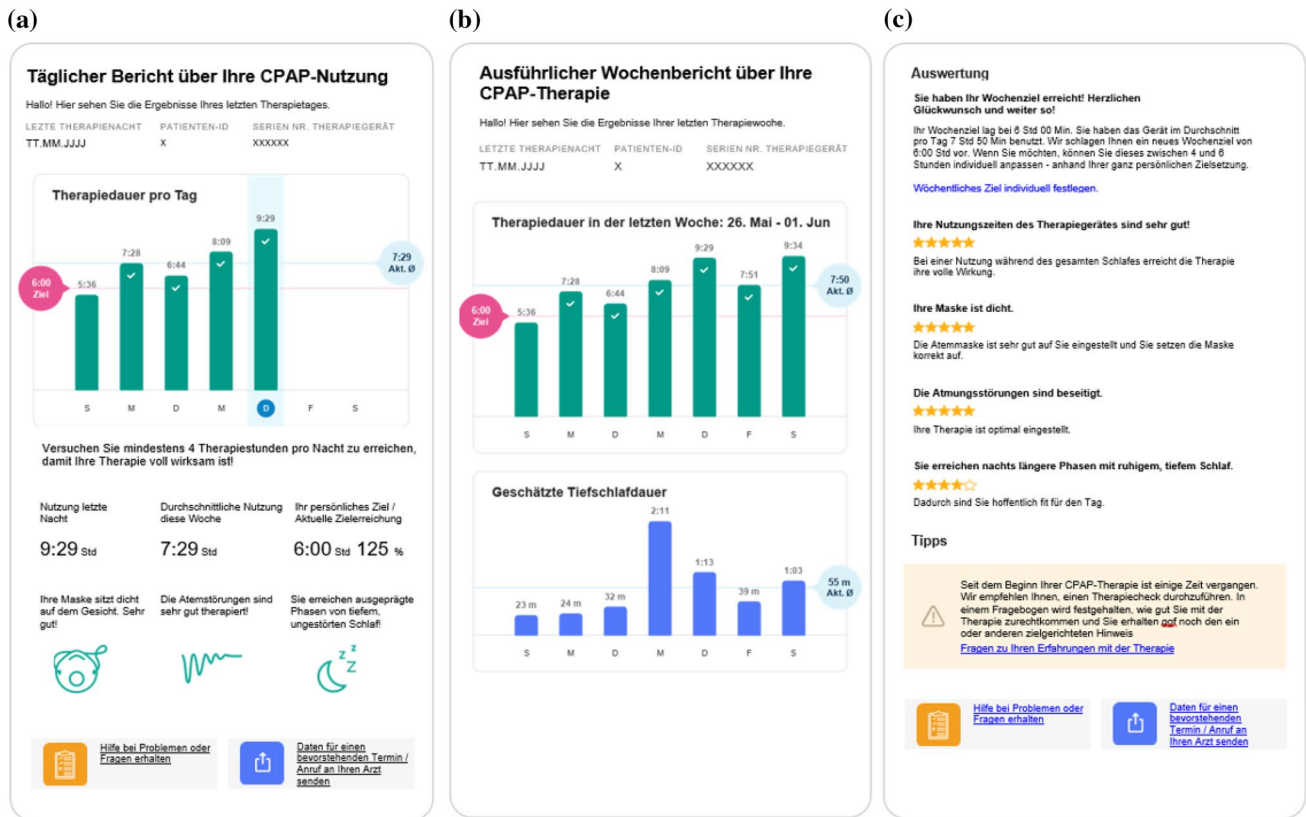 (a)
Täglicher Bericht über Ihre CPAP-Nutzung
Hallo! Hier sehen Sie die Ergebnisse Ihres letzten Therapietages.
LEZTE THERAPIENACHT PATIENTEN-ID SERIEN NR. THERAPIEGERÄT
TT.MM.JJJJ X XXXXXX
Therapiedauer pro Tag
9:29
8:09
7:28
6:44
5:36
7:29
Akt. Ø
6:00
Ziel
S M D M D F S
Versuchen Sie mindestens 4 Therapiestunden pro Nacht zu erreichen,
damit Ihre Therapie voll wirksam ist!
Nutzung letzte
Nacht
9:29 Std
Durchschnittliche Nutzung
diese Woche
7:29 Std
Ihr persönliches Ziel /
Aktuelle Zielerreichung
6:00 Std 125 %
Ihre Maske sitzt dicht
auf dem Gesicht. Sehr
gut!
Die Atemstörungen sind
sehr gut therapiert!
Sie erreichen ausgeprägte
Phasen von tiefem,
ungestörten Schlaf!
z z Z
Hilfe bei Problemen oder
Fragen erhalten
Daten für einen
bevorstehenden Termin /
Anruf an Ihren Arzt
senden
(b)
Ausführlicher Wochenbericht über Ihre
CPAP-Therapie
Hallo! Hier sehen Sie die Ergebnisse Ihrer letzten Therapiewoche.
LETZTE THERAPIENACHT PATIENTEN-ID SERIEN NR. THERAPIEGERÄT
TT.MM.JJJJ X XXXXXX
Therapiedauer in der letzten Woche: 26. Mai - 01. Jun
5:36 7:28 6:44 8:09 9:29 7:51 9:34
7:50
Akt. Ø
6:00
Ziel
S M D M D F S
Geschätzte Tiefschlafdauer
23 m 24 m 32 m 2:11 1:13 39 m 1:03
55 m
Akt. Ø
S M D M D F S
(c)
Auswertung
Sie haben Ihr Wochenziel erreicht! Herzlichen
Glückwunsch und weiter so!
Ihr Wochenziel lag bei 6 Std 00 Min. Sie haben das Gerät im Durchschnitt
pro Tag 7 Std 50 Min benutzt. Wir schlagen Ihnen ein neues Wochenziel von
6:00 Std vor. Wenn Sie möchten, können Sie dieses zwischen 4 und 6
Stunden individuell anpassen - anhand Ihrer ganz persönlichen Zielsetzung.
Wöchentliches Ziel individuell festlegen.
Ihre Nutzungszeiten des Therapiegerätes sind sehr gut!
Bei einer Nutzung während des gesamten Schlafes erreicht die Therapie
ihre volle Wirkung.
Ihre Maske ist dicht.
Die Atemmaske ist sehr gut auf Sie eingestellt und Sie setzen die Maske
korrekt auf.
Die Atmungsstörungen sind beseitigt.
Ihre Therapie ist optimal eingestellt.
Sie erreichen nachts längere Phasen mit ruhigem, tiefem Schlaf.
Dadurch sind Sie hoffentlich fit für den Tag.
Tipps
Seit dem Beginn Ihrer CPAP-Therapie ist einige Zeit vergangen.
Wir empfehlen Ihnen, einen Therapiecheck durchzuführen. In
einem Fragebogen wird festgehalten, wie gut Sie mit der
Therapie zurechtkommen und Sie erhalten ggf noch den ein
oder anderen zielgerichteten Hinweis
Fragen zu Ihren Erfahrungen mit der Therapie
Hilfe bei Problemen oder
Fragen erhalten
Daten für einen
bevorstehenden
Termin / Anruf an
Ihren Arzt senden